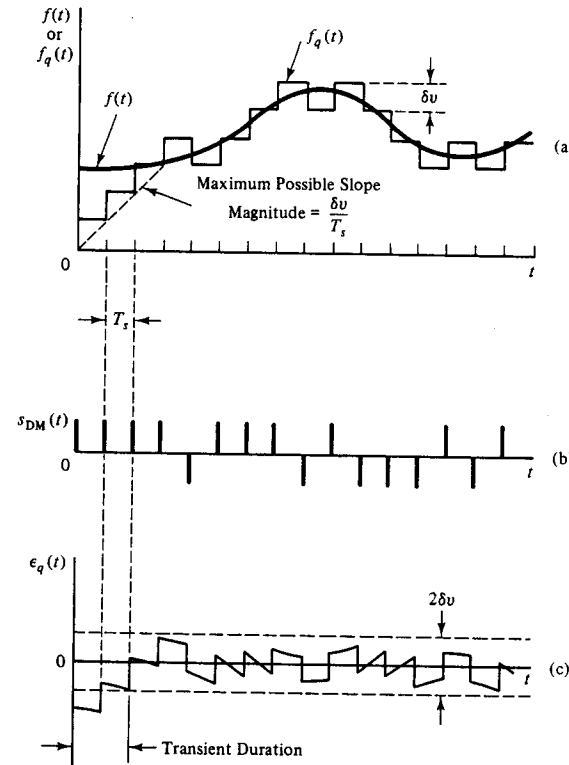 f(t)
or
f_q(t)
f_q(t)
δv
f(t)
(a
Maximum Possible Slope
Magnitude = δv/T_s
0
t
T_s
s_DM(t)
0
t
(b
ϵ_q(t)
2δv
0
t
(c)
Transient Duration